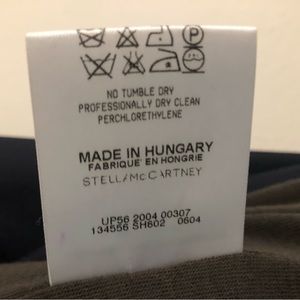 P
NO TUMBLE DRY
PROFESSIONALLY DRY CLEAN
PERCHLORETHYLENE
MADE IN HUNGARY
FABRIQUÉ EN HONGRIE
STELLA McCARTNEY
UP56 2004 00307
134556 SH602 0604